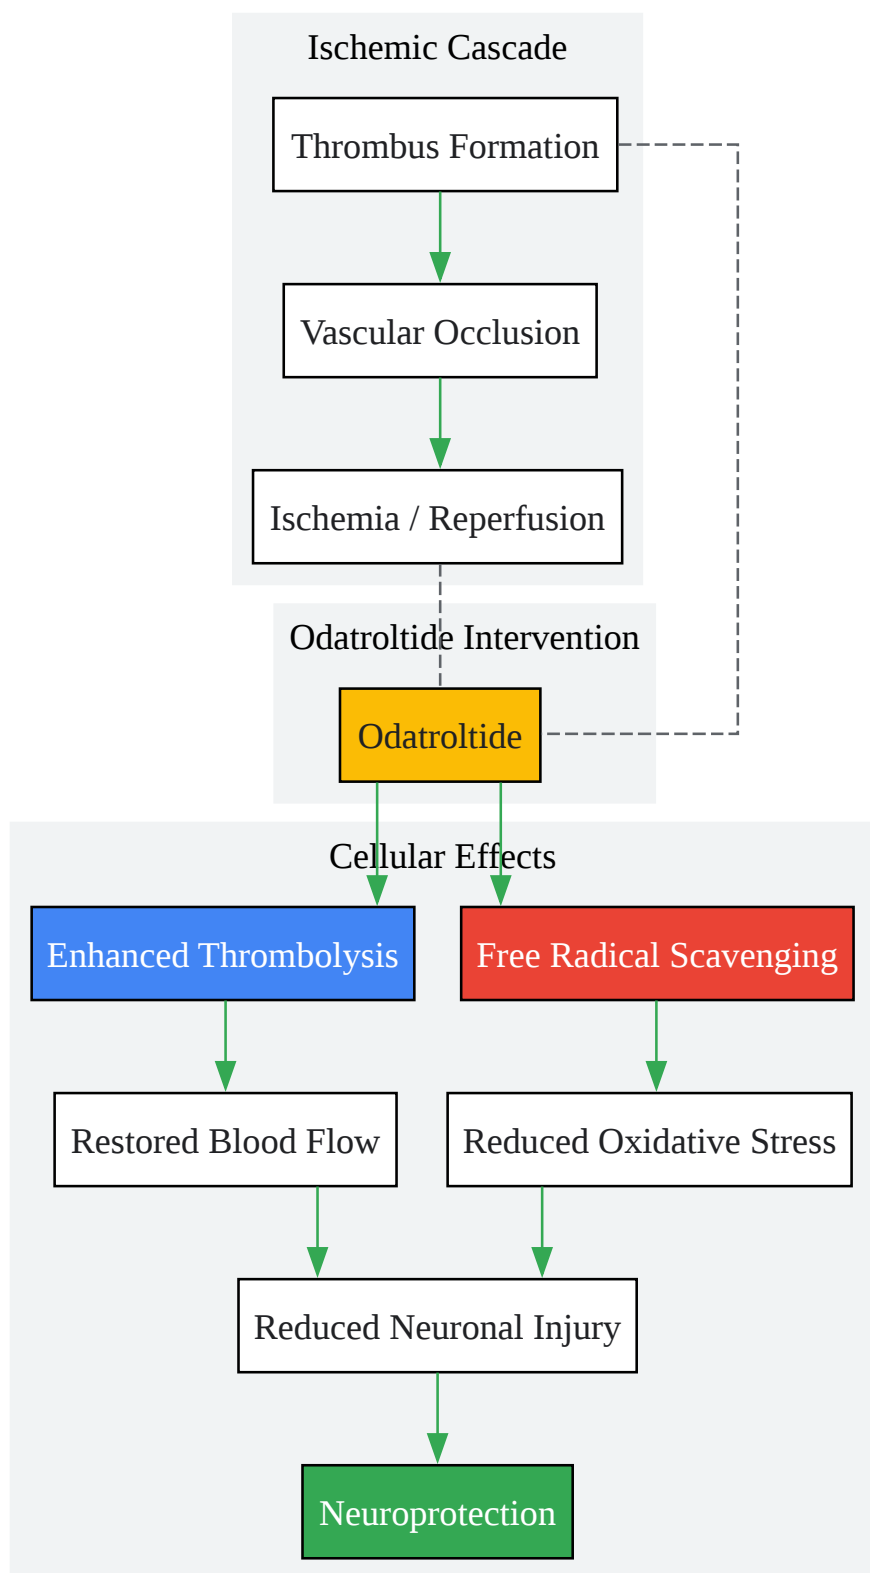 Ischemic Cascade
Thrombus Formation
Vascular Occlusion
Ischemia / Reperfusion
Odatroltide Intervention
Odatroltide
Cellular Effects
Enhanced Thrombolysis
Free Radical Scavenging
Restored Blood Flow
Reduced Oxidative Stress
Reduced Neuronal Injury
Neuroprotection